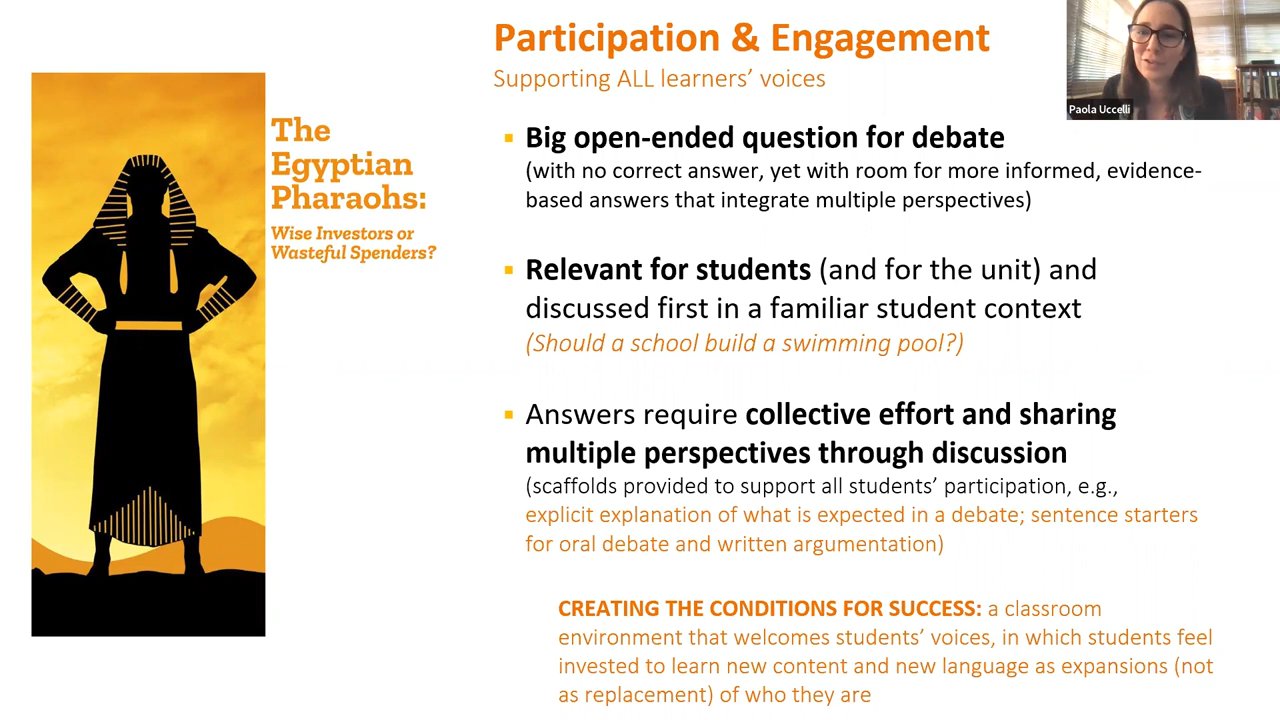 Participation & Engagement
Supporting ALL learners’ voices
Paola Uccelli
The
Egyptian
Pharaohs:
Wise Investors or
Wasteful Spenders?
▪ Big open-ended question for debate
(with no correct answer, yet with room for more informed, evidence-
based answers that integrate multiple perspectives)
▪ Relevant for students (and for the unit) and
discussed first in a familiar student context
(Should a school build a swimming pool?)
▪ Answers require collective effort and sharing
multiple perspectives through discussion
(scaffolds provided to support all students’ participation, e.g.,
explicit explanation of what is expected in a debate; sentence starters
for oral debate and written argumentation)
CREATING THE CONDITIONS FOR SUCCESS: a classroom
environment that welcomes students’ voices, in which students feel
invested to learn new content and new language as expansions (not
as replacement) of who they are